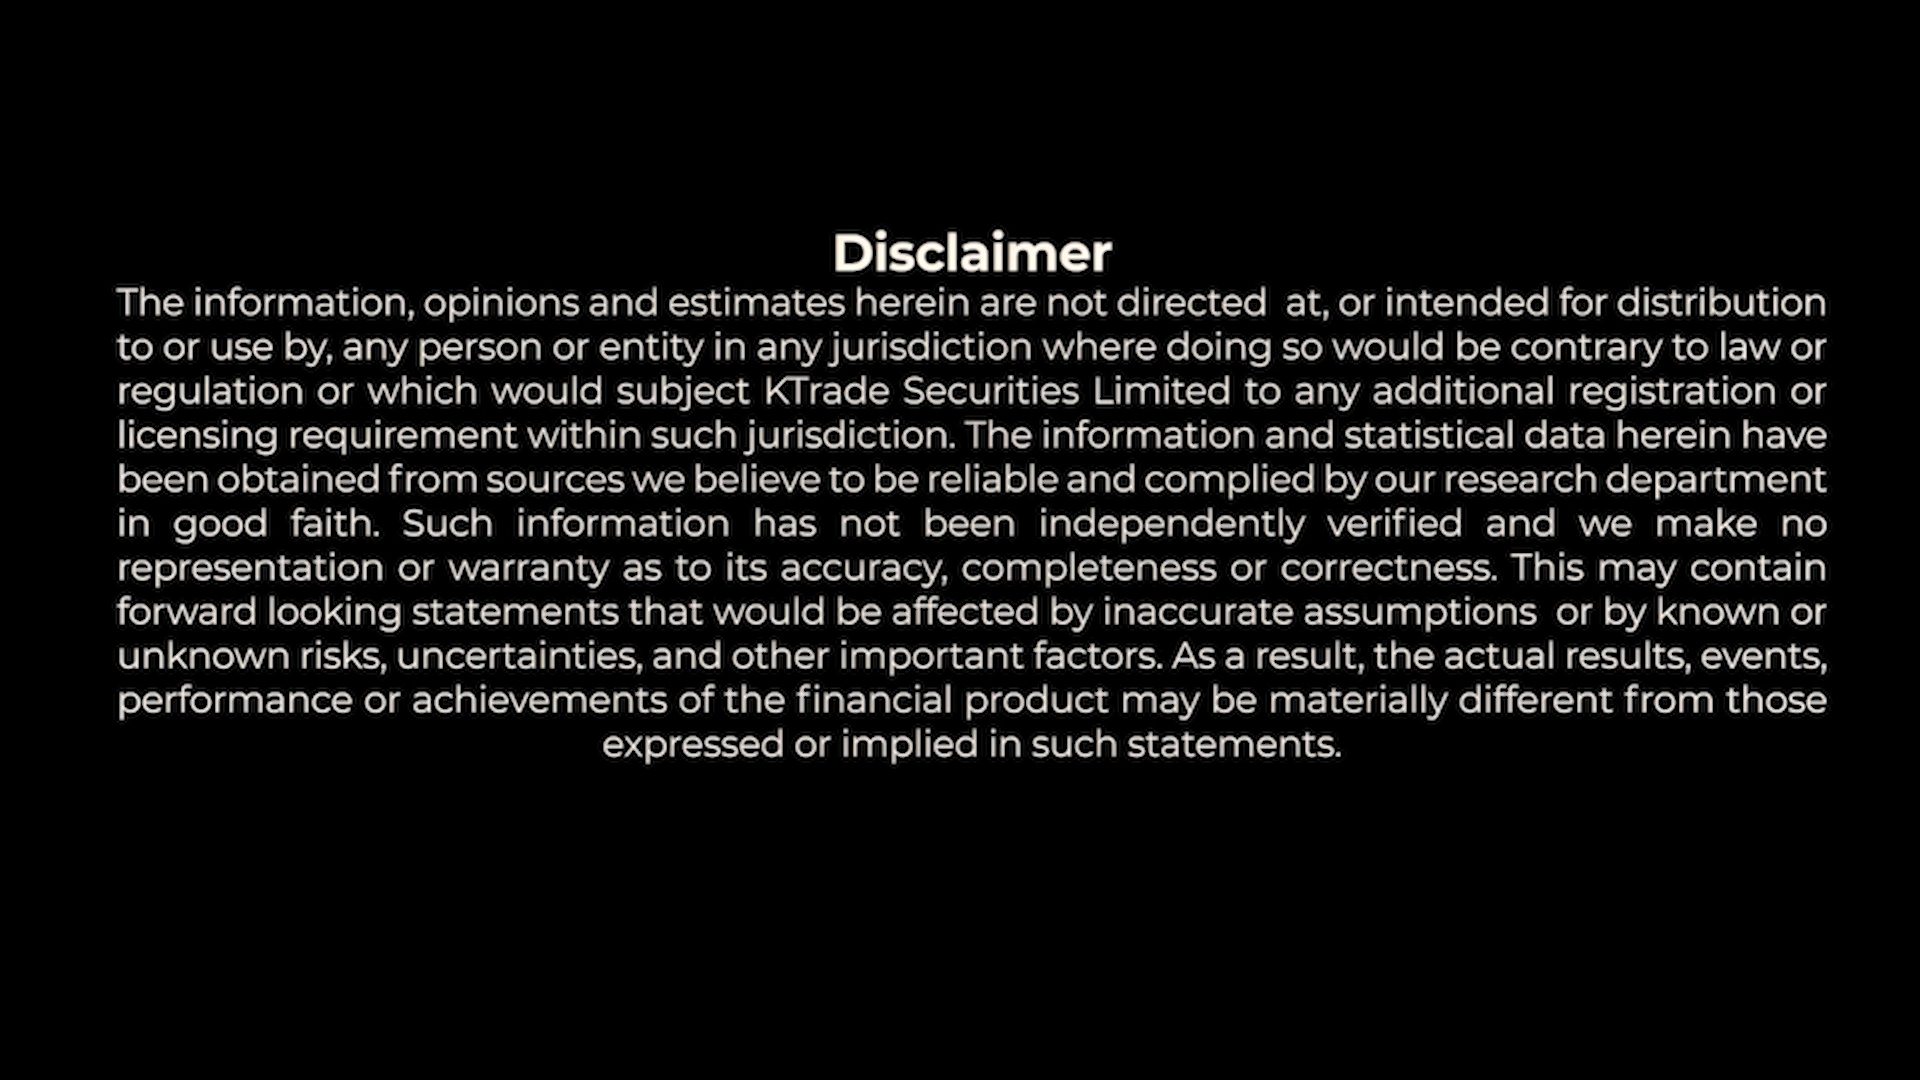 Disclaimer
The information, opinions and estimates herein are not directed  at, or intended for distribution
to or use by, any person or entity in any jurisdiction where doing so would be contrary to law or
regulation or which would subject KTrade Securities Limited to any additional registration or
licensing requirement within such jurisdiction. The information and statistical data herein have
been obtained from sources we believe to be reliable and complied by our research department
in good faith. Such information has not been independently verified and we make no
representation or warranty as to its accuracy, completeness or correctness. This may contain
forward looking statements that would be affected by inaccurate assumptions  or by known or
unknown risks, uncertainties, and other important factors. As a result, the actual results, events,
performance or achievements of the financial product may be materially different from those
expressed or implied in such statements.